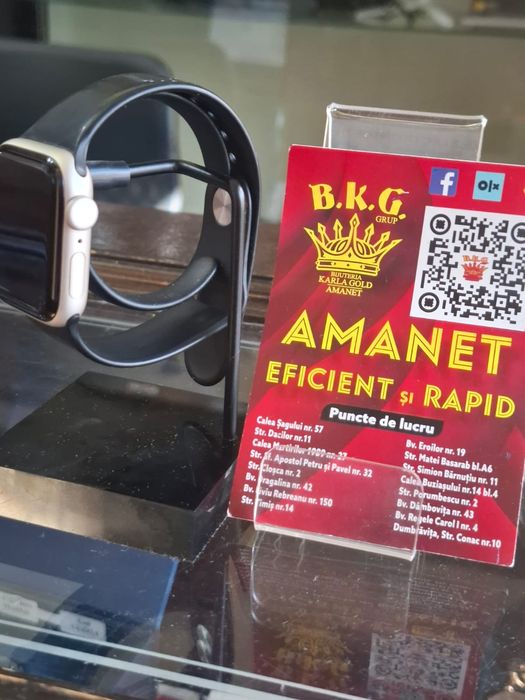 B.K.G.
GRUP
BIJUTERIA
KARLA GOLD
AMANET
olx
AMANET
EFICIENT și RAPID
Puncte de lucru
Calea Șagului nr. 57
Str. Dacilor nr.11
Calea Martirilor 1989 nr. 27
Str. Sf. Apostol Petru și Pavel nr. 32
Str. Cloșca nr. 2
Bv. Dragalina nr. 42
Bv. Liviu Rebreanu nr. 150
Str. Timiș nr.14
Bv. Eroilor nr. 19
Str. Matei Basarab bl.A6
Str. Simion Bărnuțiu nr. 11
Calea Buziașului nr.14 bl.4
Str. Porumbescu nr. 2
Bv. Dâmbovița nr. 43
Bv. Regele Carol I nr. 4
Dumbrăvița, Str. Conac nr.10